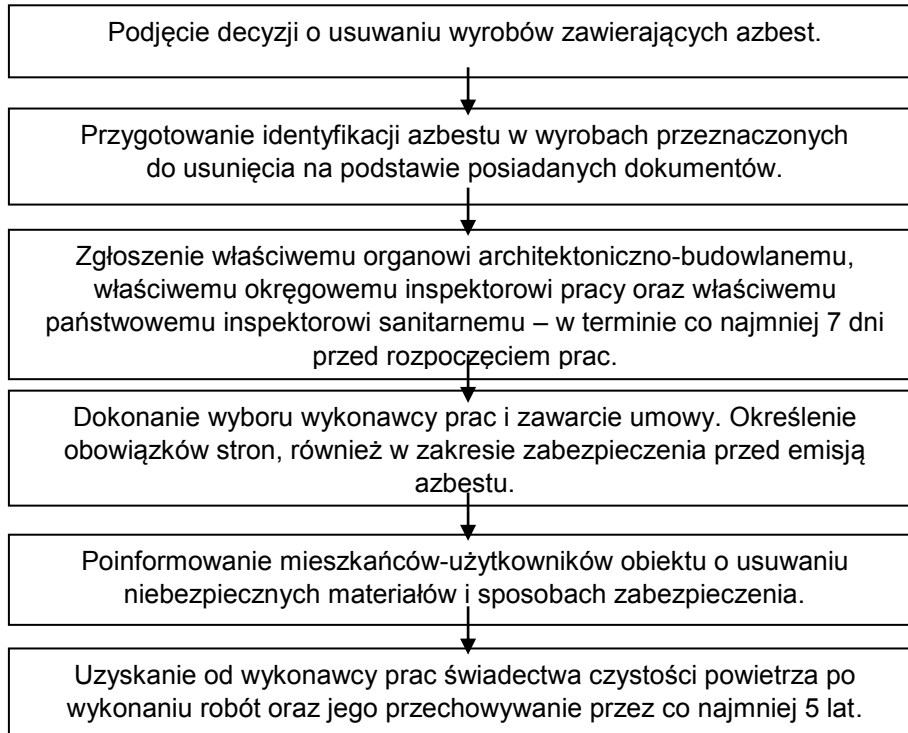 Podjęcie decyzji o usuwaniu wyrobów zawierających azbest.
Przygotowanie identyfikacji azbestu w wyrobach przeznaczonych
do usunięcia na podstawie posiadanych dokumentów.
Zgłoszenie właściwemu organowi architektoniczno-budowlanemu,
właściwemu okręgowemu inspektorowi pracy oraz właściwemu
państwowemu inspektorowi sanitarnemu – w terminie co najmniej 7 dni
przed rozpoczęciem prac.
Dokonanie wyboru wykonawcy prac i zawarcie umowy. Określenie
obowiązków stron, również w zakresie zabezpieczenia przed emisją
azbestu.
Poinformowanie mieszkańców-użytkowników obiektu o usuwaniu
niebezpiecznych materiałów i sposobach zabezpieczenia.
Uzyskanie od wykonawcy prac świadectwa czystości powietrza po
wykonaniu robót oraz jego przechowywanie przez co najmniej 5 lat.